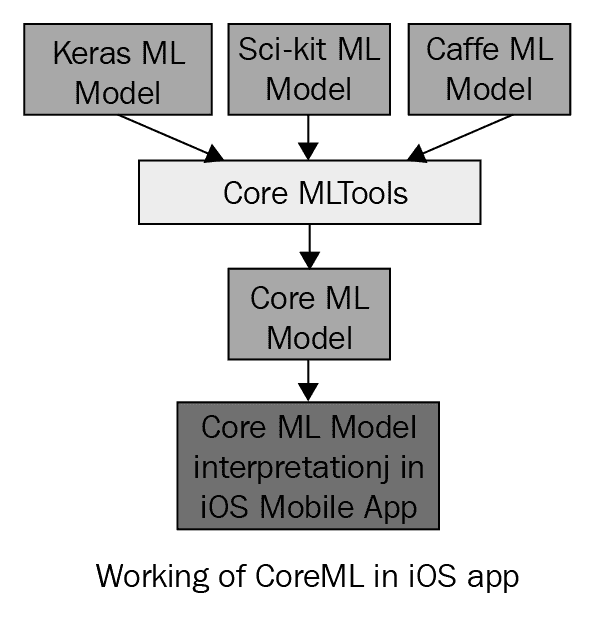 Keras ML
Model
Sci-kit ML
Model
Caffe ML
Model
Core MLTools
Core ML
Model
Core ML Model
interpretationj in
iOS Mobile App
Working of CoreML in iOS app